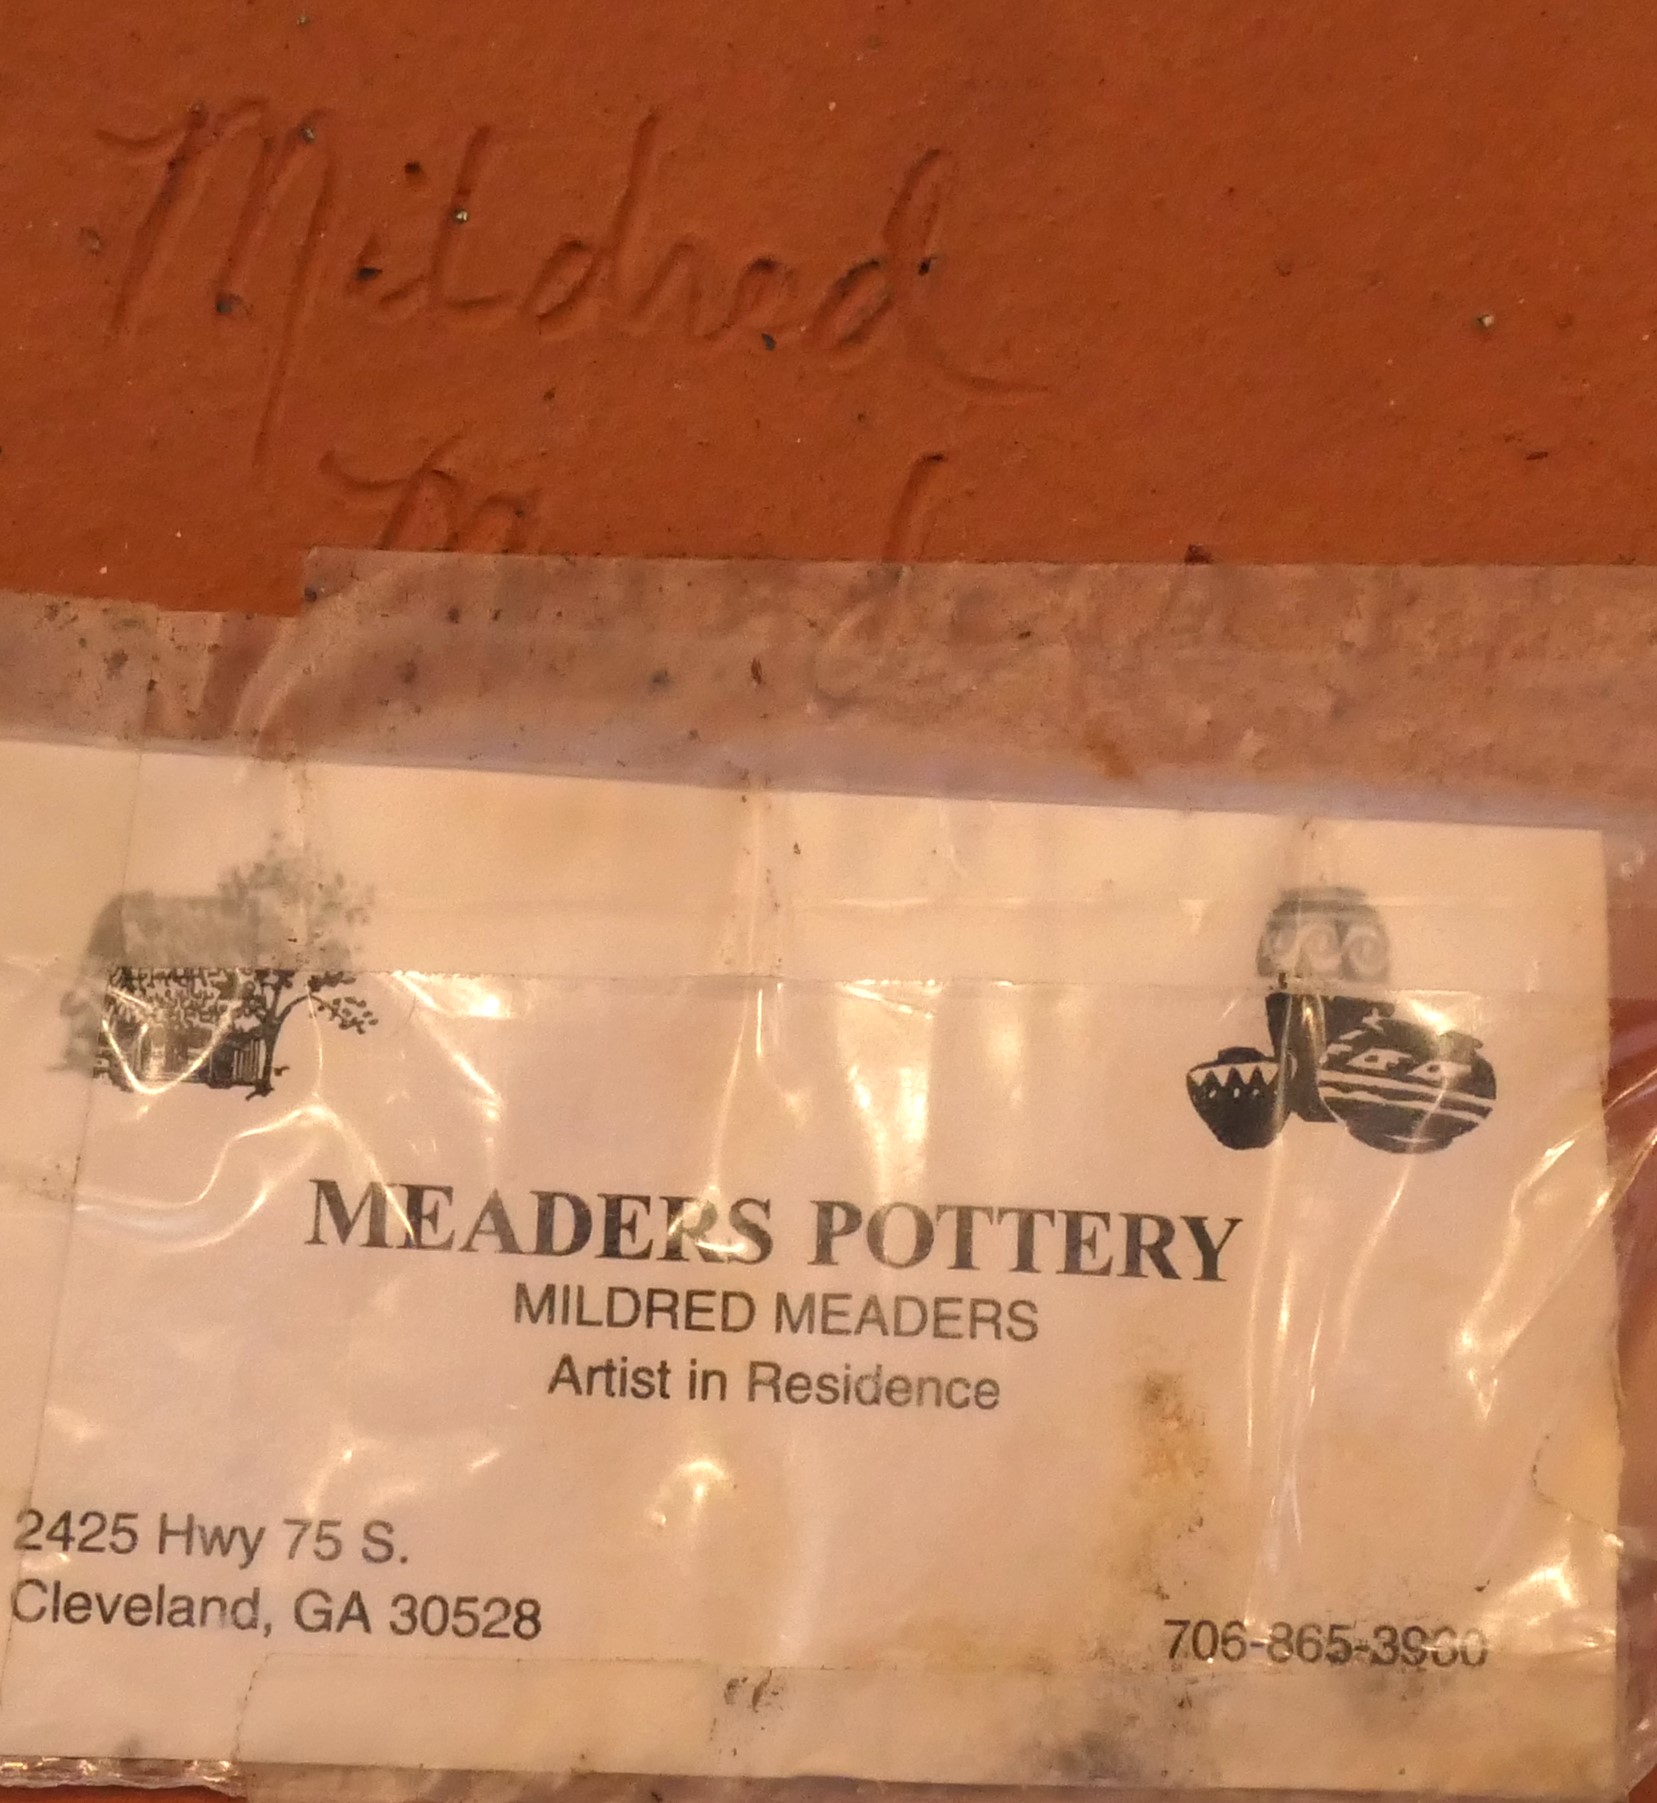 Mildred
MEADERS POTTERY
MILDRED MEADERS
Artist in Residence
2425 Hwy 75 S.
Cleveland, GA 30528